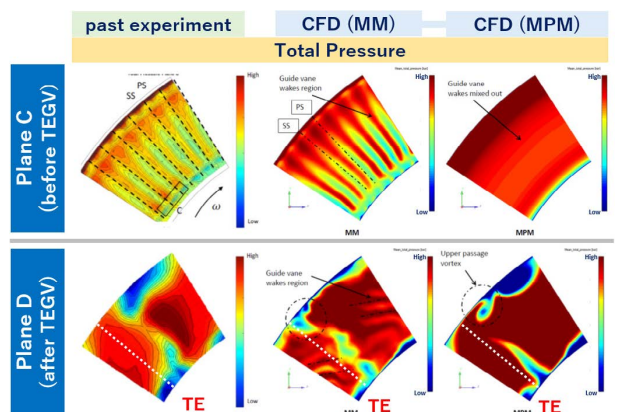 past experiment
CFD (MM)
CFD (MPM)
Total Pressure
Plane C
(before TEGV)
PS
SS
C
ω
High
Low
Guide vane
wakes region
PS
SS
High
Low
MM
Guide vane
wakes mixed out
High
Low
MPM
Plane D
(after TEGV)
TE
High
Low
Guide vane
wakes region
High
Low
TE
Upper passage
vortex
High
Low
MPM
TE